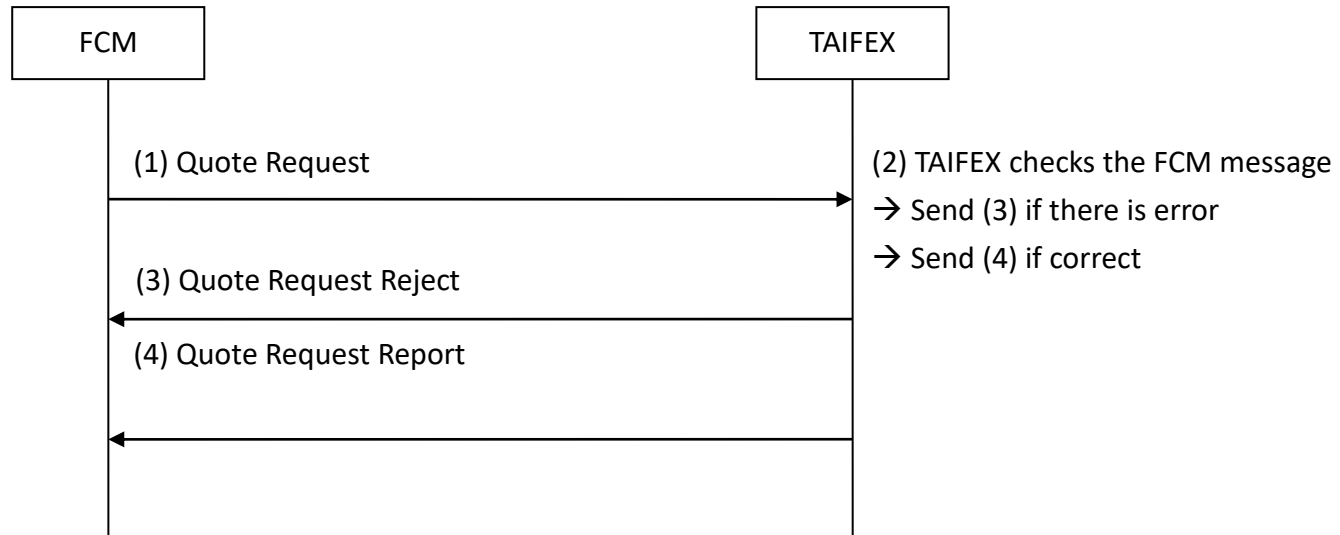 FCM
TAIFEX
(1) Quote Request
(2) TAIFEX checks the FCM message
→ Send (3) if there is error
→ Send (4) if correct
(3) Quote Request Reject
(4) Quote Request Report